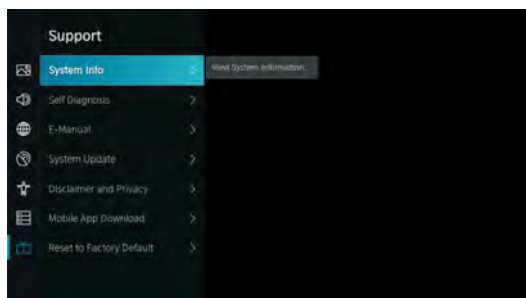 Support
System Info
View System Information.
Self Diagnosis
E-Manual
System Update
Disclaimer and Privacy
Mobile App Download
Reset to Factory Default